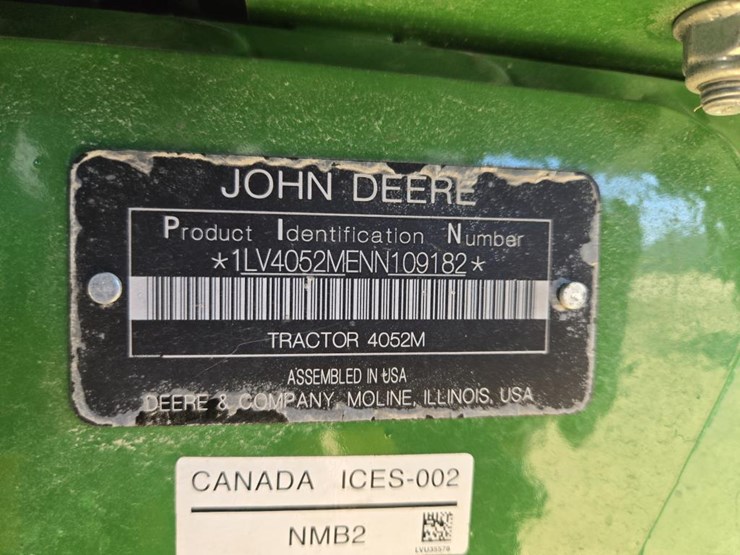 JOHN DEERE
Product Identification Number
*1LV4052MENN109182*
TRACTOR 4052M
ASSEMBLED IN USA
DEERE & COMPANY, MOLINE, ILLINOIS, USA
CANADA ICES-002
NMB2